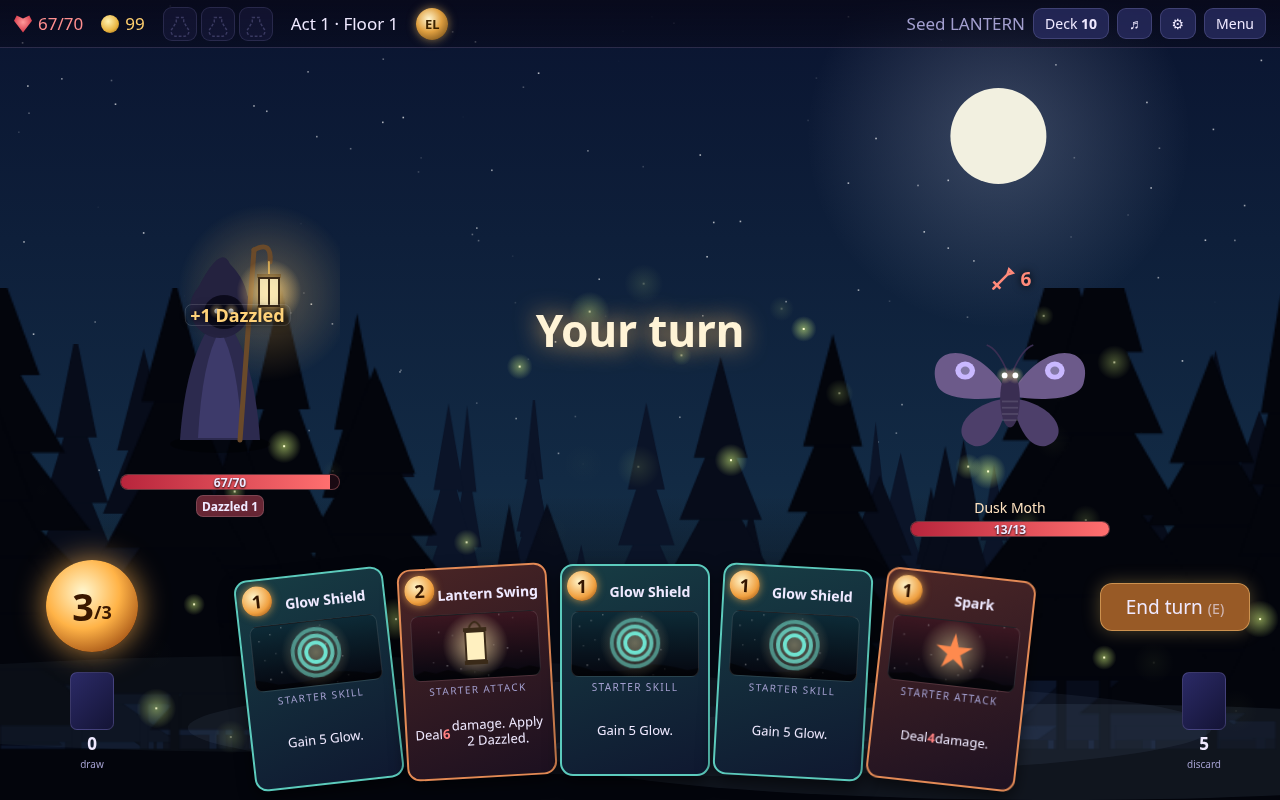 67/70
99
Act 1 · Floor 1
EL
Seed LANTERN
Deck 10
Menu
6
+1 Dazzled
Your turn
67/70
Dazzled 1
Dusk Moth
13/13
3/3
0
draw
1
Glow Shield
STARTER SKILL
Gain 5 Glow.
2
Lantern Swing
STARTER ATTACK
Deal 6 damage. Apply
2 Dazzled.
1
Glow Shield
STARTER SKILL
Gain 5 Glow.
1
Glow Shield
STARTER SKILL
Gain 5 Glow.
1
Spark
STARTER ATTACK
Deal 4 damage.
End turn (E)
5
discard